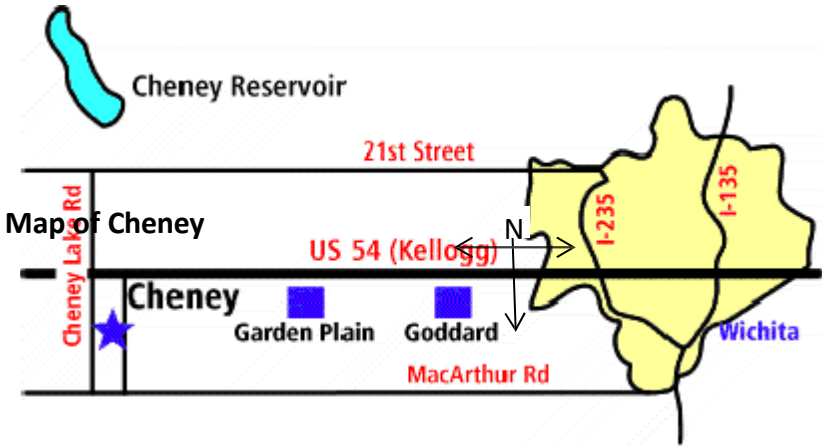 Cheney Reservoir
21st Street
Map of Cheney
Cheney Lake Rd
N
I-235
I-135
US 54 (Kellogg)
Cheney
Garden Plain
Goddard
Wichita
MacArthur Rd